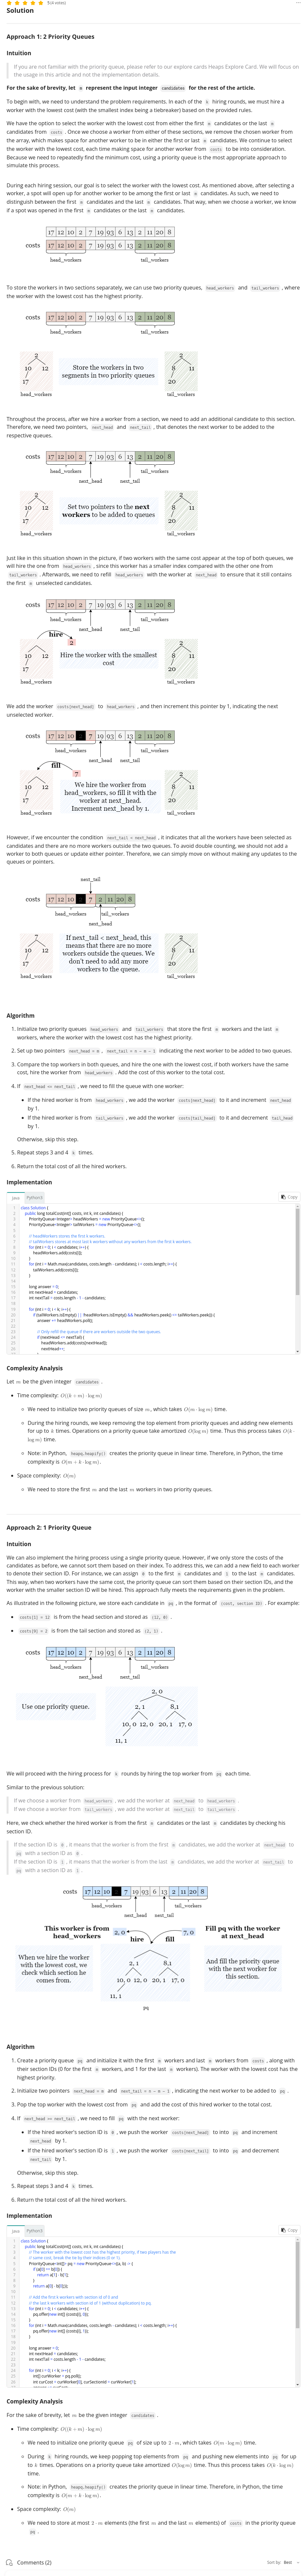 5 (4 votes)
Solution
Approach 1: 2 Priority Queues
Intuition
If you are not familiar with the priority queue, please refer to our explore cards Heaps Explore Card. We will focus on
the usage in this article and not the implementation details.
For the sake of brevity, let m represent the input integer candidates for the rest of the article.
To begin with, we need to understand the problem requirements. In each of the k hiring rounds, we must hire a
worker with the lowest cost (with the smallest index being the tie-breaker) based on the provided rules.
We have the option to select the worker with the lowest cost from either the first m candidates or the last m
candidates from costs . Once we choose a worker from either of these sections, we remove the chosen worker from
the array, which makes space for another worker to be among either the first or last m candidates. We continue to select
the worker with the lowest cost, each time making space for another worker from costs to be taken into consideration.
Because we need to repeatedly find the minimum cost, using a priority queue is the most appropriate approach to
simulate this process.
During each hiring session, our goal is to select the worker with the lowest cost. As mentioned above, after selecting a
worker, a spot will open up for another worker to be among the first or last m candidates. As such, we need to
distinguish between the first m candidates and the last m candidates. That way, when we choose a worker, we know
if a spot was opened in the first m candidates or the last m candidates.
17 12 10 2 7 19 93 6 13 2 11 20 8
costs 17 12 10 2 7 19 93 6 13 2 11 20 8
head_workers tail_workers
To store the workers in two sections separately, we can use two priority queues, head_workers and tail_workers , where
the worker with the lowest cost has the highest priority.
costs 17 12 10 2 7 19 93 6 13 2 11 20 8
head_workers tail_workers
2 2
10 12 8 11
17 20
Store the workers in two
segments in two priority queues
head_workers tail_workers
Throughout the process, after we hire a worker from a section, we need to add an additional candidate to this section.
Therefore, we need two pointers, next_head and next_tail , that denotes the next worker to be added to the
respective queues.
costs 17 12 10 2 7 19 93 6 13 2 11 20 8
head_workers tail_workers
next_head next_tail
2 2
10 12 8 11
17 20
Set two pointers to the next
workers to be added to queues
head_workers tail_workers
Just like in this situation shown in the picture, if two workers with the same cost appear at the top of both queues, we
will hire the one from head_workers , since this worker has a smaller index compared with the other worker from
tail_workers . Afterwards, we need to refill head_workers with the worker at next_head to ensure that it still contains
the first m unselected candidates.
costs 17 12 10 2 7 19 93 6 13 2 11 20 8
head_workers tail_workers
next_head next_tail
hire
2 2
10 12 8 11
17 20
Hire the worker with the smallest
cost
head_workers tail_workers
We add the worker costs[next_head] to head_workers , and then increment this pointer by 1, indicating the next
unselected worker.
costs 17 12 10 7 19 93 6 13 2 11 20 8
head_workers tail_workers
next_head next_tail
fill
7 2
10 12 8 11
17 20
We hire the worker from
head_workers, so fill it with the
worker at next_head.
Increment next_head by 1.
head_workers tail_workers
However, if we encounter the condition next_tail < next_head , it indicates that all the workers have been selected as
candidates and there are no more workers outside the two queues. To avoid double counting, we should not add a
worker to both queues or update either pointer. Therefore, we can simply move on without making any updates to the
queues or pointers.
next_tail
costs 17 12 10 7 2 11 20 8
head_workers tail_workers
next_head
7 2
10 12 8 11
17 20
If next_tail < next_head, this
means that there are no more
workers outside the queues. We
don't need to add any more
workers to the queue.
head_workers tail_workers
Algorithm
1. Initialize two priority queues head_workers and tail_workers that store the first m workers and the last m
workers, where the worker with the lowest cost has the highest priority.
2. Set up two pointers next_head = m , next_tail = n - m - 1 indicating the next worker to be added to two queues.
3. Compare the top workers in both queues, and hire the one with the lowest cost, if both workers have the same
cost, hire the worker from head_workers . Add the cost of this worker to the total cost.
4. If next_head <= next_tail , we need to fill the queue with one worker:
• If the hired worker is from head_workers , we add the worker costs[next_head] to it and increment next_head
by 1.
• If the hired worker is from tail_workers , we add the worker costs[next_tail] to it and decrement tail_head
by 1.
Otherwise, skip this step.
5. Repeat steps 3 and 4 k times.
6. Return the total cost of all the hired workers.
Implementation
Java Python3 Copy
1 class Solution {
2 public long totalCost(int[] costs, int k, int candidates) {
3 PriorityQueue<Integer> headWorkers = new PriorityQueue<>();
4 PriorityQueue<Integer> tailWorkers = new PriorityQueue<>();
5
6 // headWorkers stores the first k workers.
7 // tailWorkers stores at most last k workers without any workers from the first k workers.
8 for (int i = 0; i < candidates; i++) {
9 headWorkers.add(costs[i]);
10 }
11 for (int i = Math.max(candidates, costs.length - candidates); i < costs.length; i++) {
12 tailWorkers.add(costs[i]);
13 }
14
15 long answer = 0;
16 int nextHead = candidates;
17 int nextTail = costs.length - 1 - candidates;
18
19 for (int i = 0; i < k; i++) {
20 if (tailWorkers.isEmpty() || !headWorkers.isEmpty() && headWorkers.peek() <= tailWorkers.peek()) {
21 answer += headWorkers.poll();
22
23 // Only refill the queue if there are workers outside the two queues.
24 if (nextHead <= nextTail) {
25 headWorkers.add(costs[nextHead]);
26 nextHead++;
Complexity Analysis
Let m be the given integer candidates .
• Time complexity: O((k + m) · log m)
• We need to initialize two priority queues of size m, which takes O(m · log m) time.
• During the hiring rounds, we keep removing the top element from priority queues and adding new elements
for up to k times. Operations on a priority queue take amortized O(log m) time. Thus this process takes O(k ·
log m) time.
• Note: in Python, heapq.heapify() creates the priority queue in linear time. Therefore, in Python, the time
complexity is O(m + k · log m).
• Space complexity: O(m)
• We need to store the first m and the last m workers in two priority queues.
Approach 2: 1 Priority Queue
Intuition
We can also implement the hiring process using a single priority queue. However, if we only store the costs of the
candidates as before, we cannot sort them based on their index. To address this, we can add a new field to each worker
to denote their section ID. For instance, we can assign 0 to the first m candidates and 1 to the last m candidates.
This way, when two workers have the same cost, the priority queue can sort them based on their section IDs, and the
worker with the smaller section ID will be hired. This approach fully meets the requirements given in the problem.
As illustrated in the following picture, we store each candidate in pq , in the format of (cost, section ID) . For example:
• costs[1] = 12 is from the head section and stored as (12, 0) .
• costs[9] = 2 is from the tail section and stored as (2, 1) .
costs 17 12 10 2 7 19 93 6 13 2 11 20 8
head_workers tail_workers
next_head next_tail
Use one priority queue.
2, 0
2, 1 8,1
10, 0 12, 0 20, 1 17, 0
11, 1
We will proceed with the hiring process for k rounds by hiring the top worker from pq each time.
Similar to the previous solution:
If we choose a worker from head_workers , we add the worker at next_head to head_workers .
If we choose a worker from tail_workers , we add the worker at next_tail to tail_workers .
Here, we check whether the hired worker is from the first m candidates or the last m candidates by checking his
section ID.
If the section ID is 0 , it means that the worker is from the first m candidates, we add the worker at next_head to
pq with a section ID as 0
If the section ID is 1 , it means that the worker is from the last m candidates, we add the worker at next_tail to
pq with a section ID as 1 .
costs 17 12 10 7 19 93 6 13 2 11 20 8
head_workers tail_workers
next_head next_tail
This worker is from
head_workers
2, 0 7, 0
hire fill
Fill pq with the worker
at next_head
When we hire the worker
with the lowest cost, we
check which section he
comes from.
2, 1 8,1
10, 0 12, 0 20, 1 17, 0
11, 1
And fill the priority queue
with the next worker for
this section.
pq
Algorithm
1. Create a priority queue pq and initialize it with the first m workers and last m workers from costs , along with
their section IDs (0 for the first m workers, and 1 for the last m workers). The worker with the lowest cost has the
highest priority.
2. Initialize two pointers next_head = m and next_tail = n - m - 1 , indicating the next worker to be added to pq .
3. Pop the top worker with the lowest cost from pq and add the cost of this hired worker to the total cost.
4. If next_head <= next_tail , we need to fill pq with the next worker:
• If the hired worker's section ID is 0 , we push the worker costs[next_head] to into pq and increment
next_head by 1.
• If the hired worker's section ID is 1 , we push the worker costs[next_tail] to into pq and decrement
next_tail by 1.
Otherwise, skip this step.
5. Repeat steps 3 and 4 k times.
6. Return the total cost of all the hired workers.
Implementation
Java Python3 Copy
1 class Solution {
2 public long totalCost(int[] costs, int k, int candidates) {
3 // The worker with the lowest cost has the highest priority, if two players has the
4 // same cost, break the tie by their indices (0 or 1).
5 PriorityQueue<int[]> pq = new PriorityQueue<>((a, b) -> {
6 if (a[0] == b[0]) {
7 return a[1] - b[1];
8 }
9 return a[0] - b[0];});
10
11 // Add the first k workers with section id of 0 and
12 // the last k workers with section id of 1 (without duplication) to pq.
13 for (int i = 0; i < candidates; i++) {
14 pq.offer(new int[] {costs[i], 0});
15 }
16 for (int i = Math.max(candidates, costs.length - candidates); i < costs.length; i++) {
17 pq.offer(new int[] {costs[i], 1});
18 }
19
20 long answer = 0;
21 int nextHead = candidates;
22 int nextTail = costs.length - 1 - candidates;
23
24 for (int i = 0; i < k; i++) {
25 int[] curWorker = pq.poll();
26 int curCost = curWorker[0], curSectionId = curWorker[1];
Complexity Analysis
For the sake of brevity, let m be the given integer candidates .
• Time complexity: O((k + m) · log m)
• We need to initialize one priority queue pq of size up to 2 · m, which takes O(m · log m) time.
• During k hiring rounds, we keep popping top elements from pq and pushing new elements into pq for up
to k times. Operations on a priority queue take amortized O(log m) time. Thus this process takes O(k · log m)
time.
• Note: in Python, heapq.heapify() creates the priority queue in linear time. Therefore, in Python, the time
complexity is O(m + k · log m).
• Space complexity: O(m)
• We need to store at most 2 · m elements (the first m and the last m elements) of costs in the priority queue
pq .
Comments (2) Sort by: Best